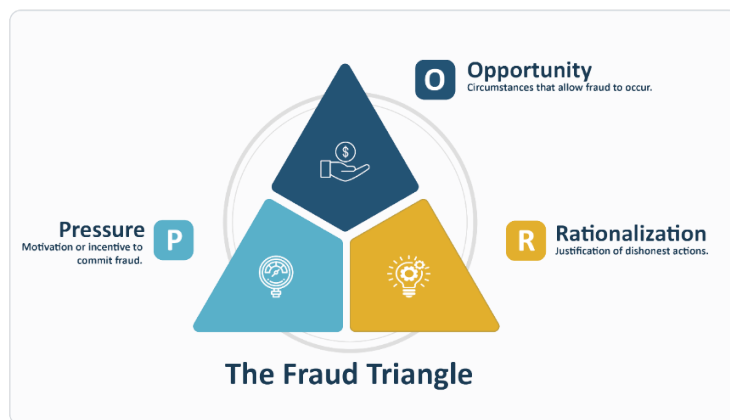 O
Opportunity
Circumstances that allow fraud to occur.
$
Pressure
Motivation or incentive to
commit fraud.
P
R
Rationalization
Justification of dishonest actions.
The Fraud Triangle